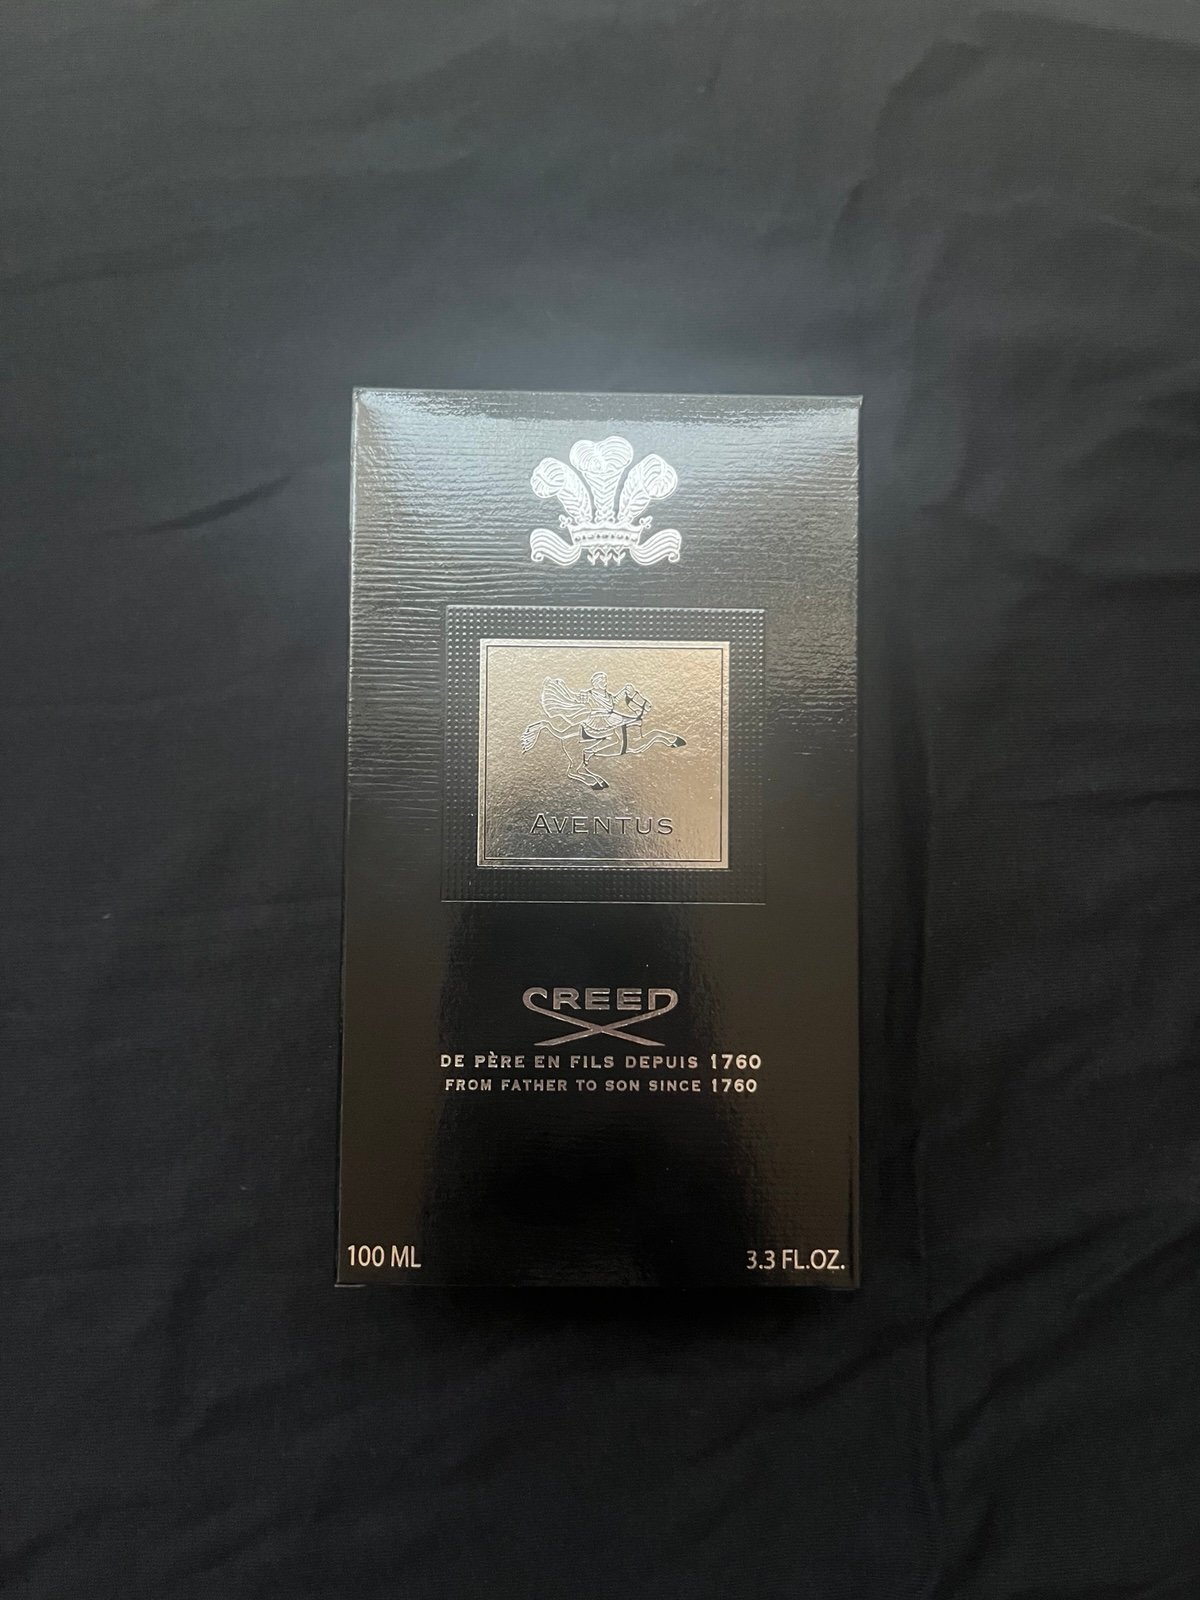 AVENTUS
CREED
DE PÈRE EN FILS DEPUIS 1760
FROM FATHER TO SON SINCE 1760
100 ML
3.3 FL.OZ.